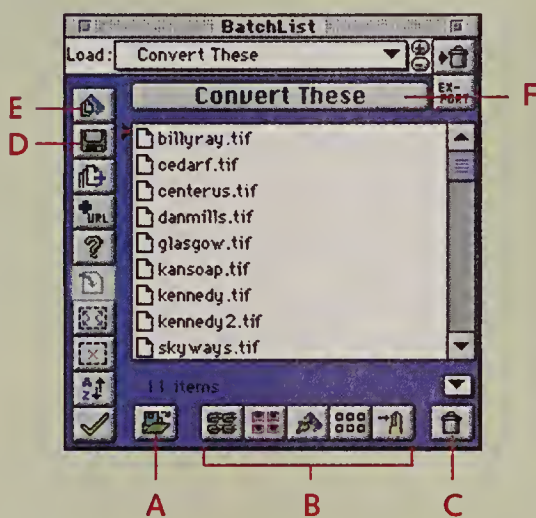 BatchList
Load: Convert These
EX-
PORT
Convert These
F
E
D
billyray.tif
cedarf.tif
centerus.tif
danmills.tif
glasgow.tif
kansoap.tif
kennedy.tif
kennedy2.tif
skyways.tif
URL
?
A
Z
11 items
A
B
C